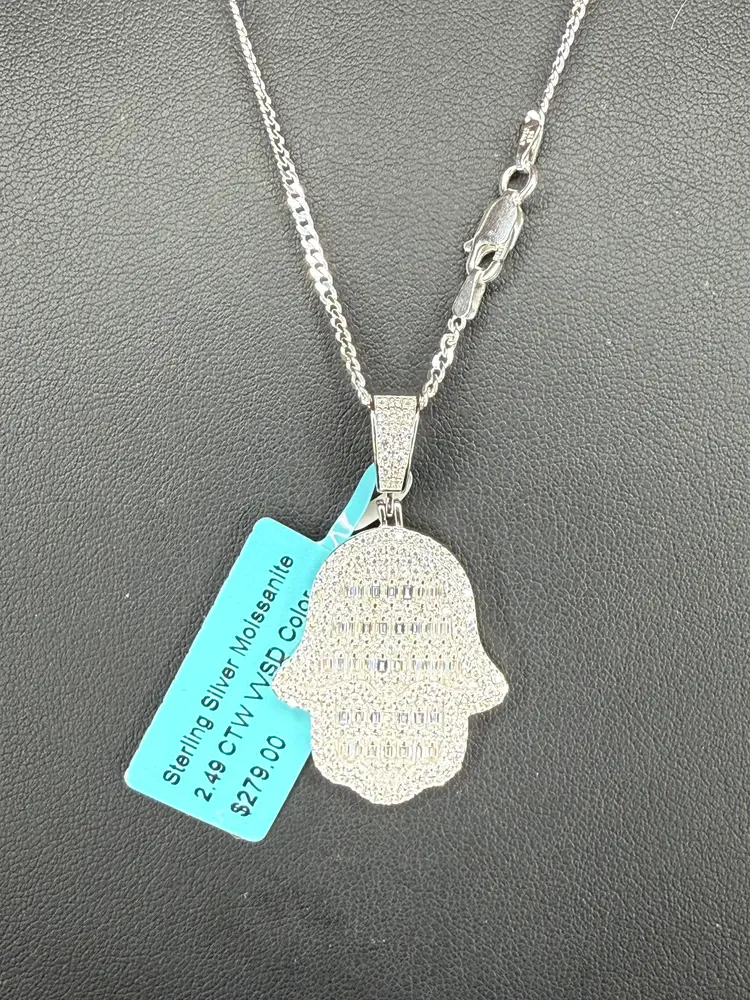 Sterling Silver Moissanite
2.49 CTW VVSD Color
$279.00